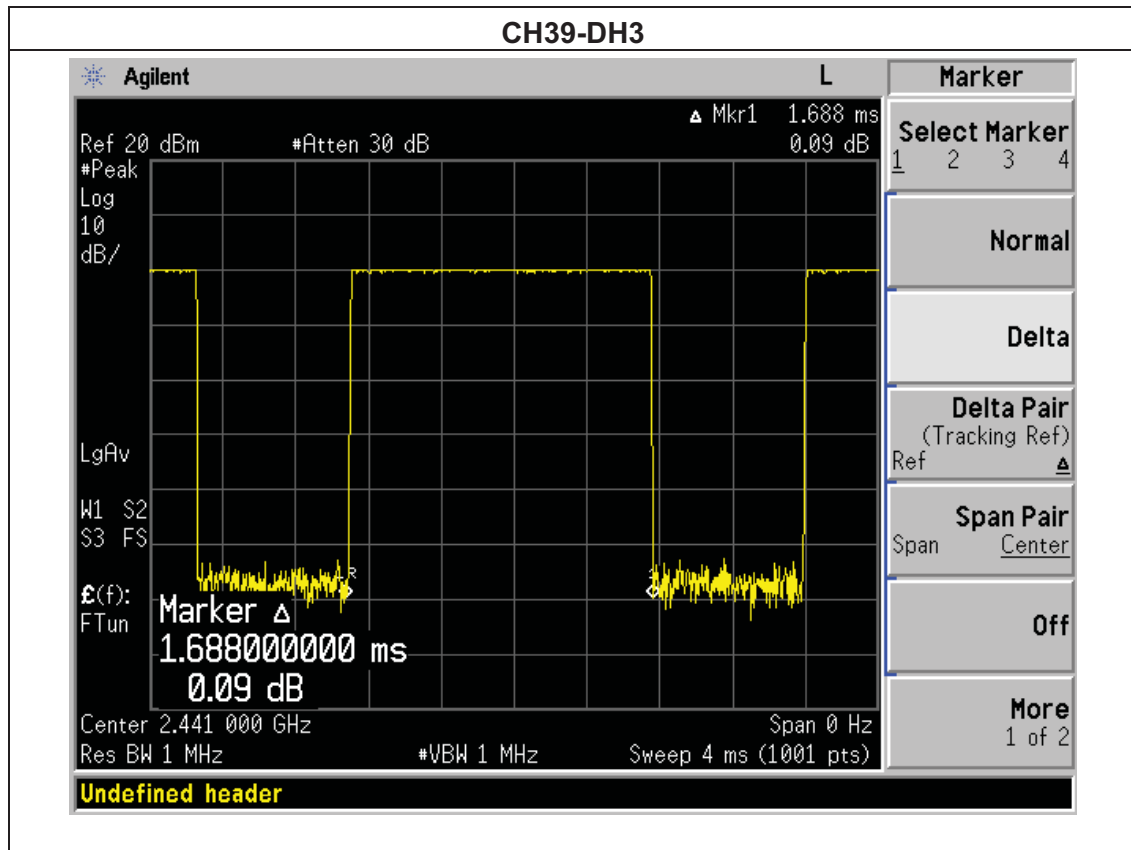 CH39-DH3
Agilent
L
Marker
Δ Mkr1 1.688 ms
Ref 20 dBm #Atten 30 dB 0.09 dB
#Peak
Log
10
dB/
LgAv
W1 S2
S3 FS
£(f):
FTun
R
1
Marker Δ
1.688000000 ms
0.09 dB
Center 2.441 000 GHz Span 0 Hz
Res BW 1 MHz #VBW 1 MHz Sweep 4 ms (1001 pts)
Undefined header
Select Marker
1 2 3 4
Normal
Delta
Delta Pair
(Tracking Ref)
Ref Δ
Span Pair
Span Center
Off
More
1 of 2